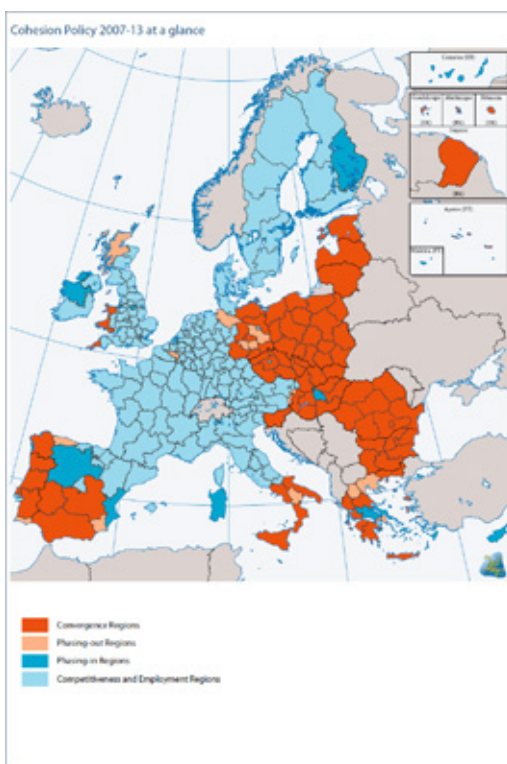 Cohesion Policy 2007-13 at a glance
Convergence Regions
Phasing-out Regions
Phasing-in Regions
Competitiveness and Employment Regions